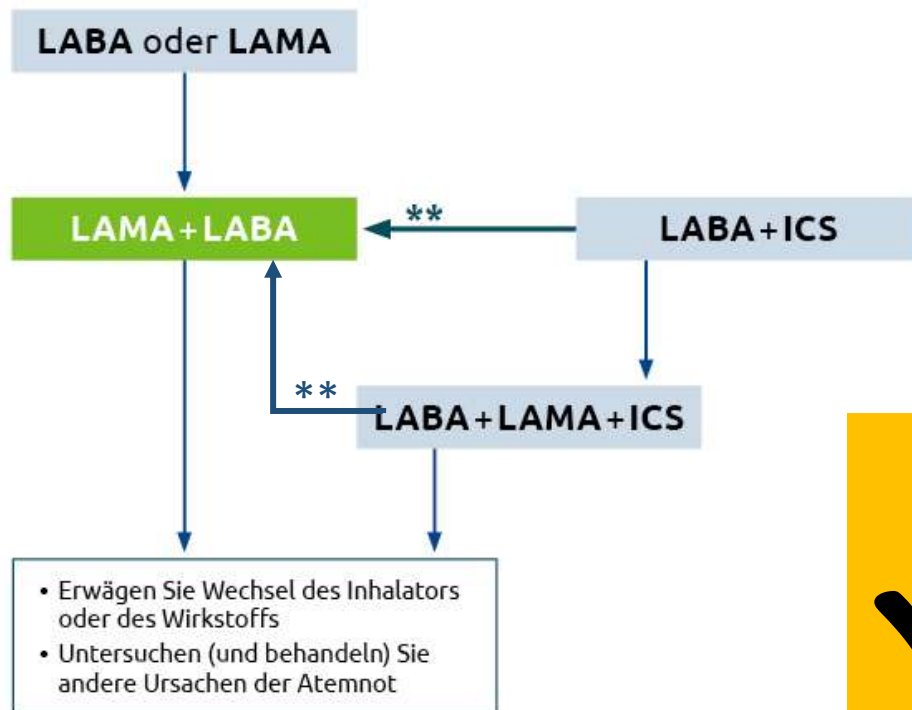 LABA oder LAMA
LAMA+LABA
**
LABA+ICS
**
LABA+LAMA+ICS
• Erwägen Sie Wechsel des Inhalators
oder des Wirkstoffs
• Untersuchen (und behandeln) Sie
andere Ursachen der Atemnot